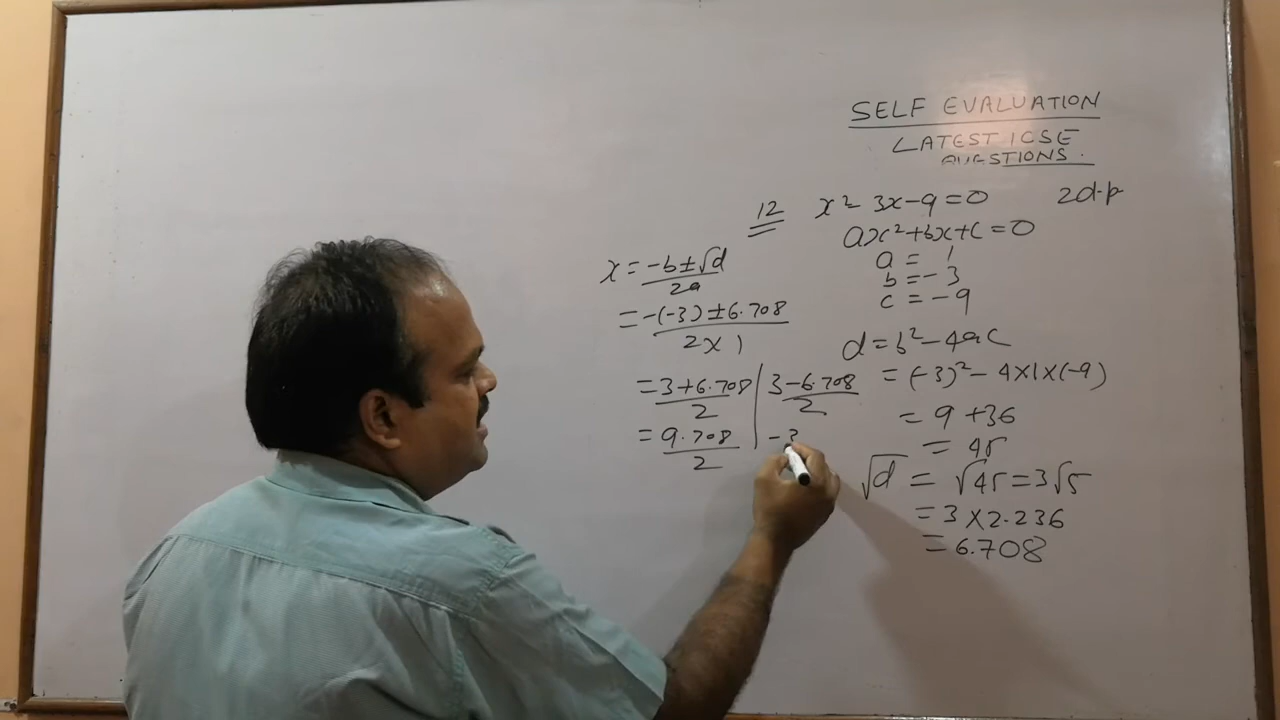 SELF EVALUATION
LATEST ICSE
QUESTIONS.
12 x² 3x-9=0 2d.p
ax²+bx+c=0
a = 1
b = -3
c = -9
d = b²-4ac
= (-3)² - 4×1×(-9)
= 9 +36
= 45
√d = √45 = 3√5
= 3 × 2.236
= 6.708
x = -b±√d / 2a
= -(-3) ± 6.708 / 2×1
= 3+6.708 / 2 | 3-6.708 / 2
= 9.708 / 2 | -3